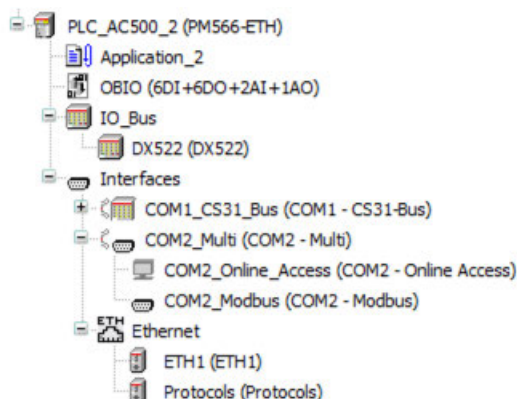 PLC_AC500_2 (PM566-ETH)
Application_2
OBIO (6DI+6DO+2AI+1AO)
IO_Bus
DX522 (DX522)
Interfaces
COM1_CS31_Bus (COM1 - CS31-Bus)
COM2_Multi (COM2 - Multi)
COM2_Online_Access (COM2 - Online Access)
COM2_Modbus (COM2 - Modbus)
ETH Ethernet
ETH1 (ETH1)
Protocols (Protocols)